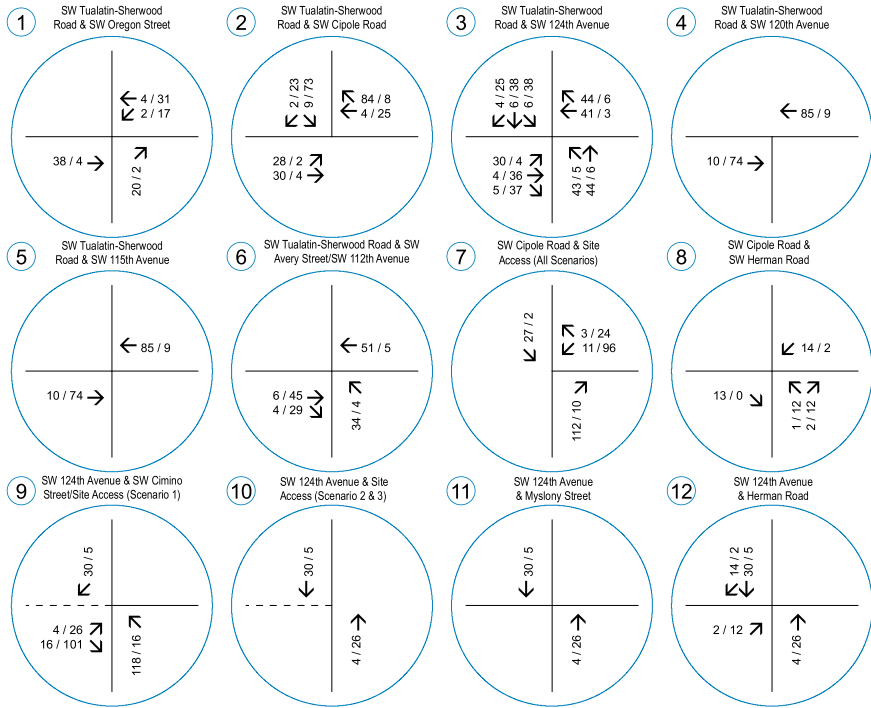 1
SW Tualatin-Sherwood
Road & SW Oregon Street
4 / 31
2 / 17
38 / 4
20 / 2
2
SW Tualatin-Sherwood
Road & SW Cipole Road
2 / 23
9 / 73
84 / 8
4 / 25
28 / 2
30 / 4
3
SW Tualatin-Sherwood
Road & SW 124th Avenue
4 / 25
6 / 38
6 / 38
44 / 6
41 / 3
30 / 4
4 / 36
5 / 37
43 / 5
44 / 6
4
SW Tualatin-Sherwood
Road & SW 120th Avenue
85 / 9
10 / 74
5
SW Tualatin-Sherwood
Road & SW 115th Avenue
85 / 9
10 / 74
6
SW Tualatin-Sherwood Road & SW
Avery Street/SW 112th Avenue
51 / 5
6 / 45
4 / 29
34 / 4
7
SW Cipole Road & Site
Access (All Scenarios)
27 / 2
3 / 24
11 / 96
112 / 10
8
SW Cipole Road &
SW Herman Road
14 / 2
13 / 0
1 / 12
2 / 12
9
SW 124th Avenue & SW Cimino
Street/Site Access (Scenario 1)
30 / 5
4 / 26
16 / 101
118 / 16
10
SW 124th Avenue & Site
Access (Scenario 2 & 3)
30 / 5
4 / 26
11
SW 124th Avenue
& Myslony Street
30 / 5
4 / 26
12
SW 124th Avenue
& Herman Road
14 / 2
30 / 5
2 / 12
4 / 26